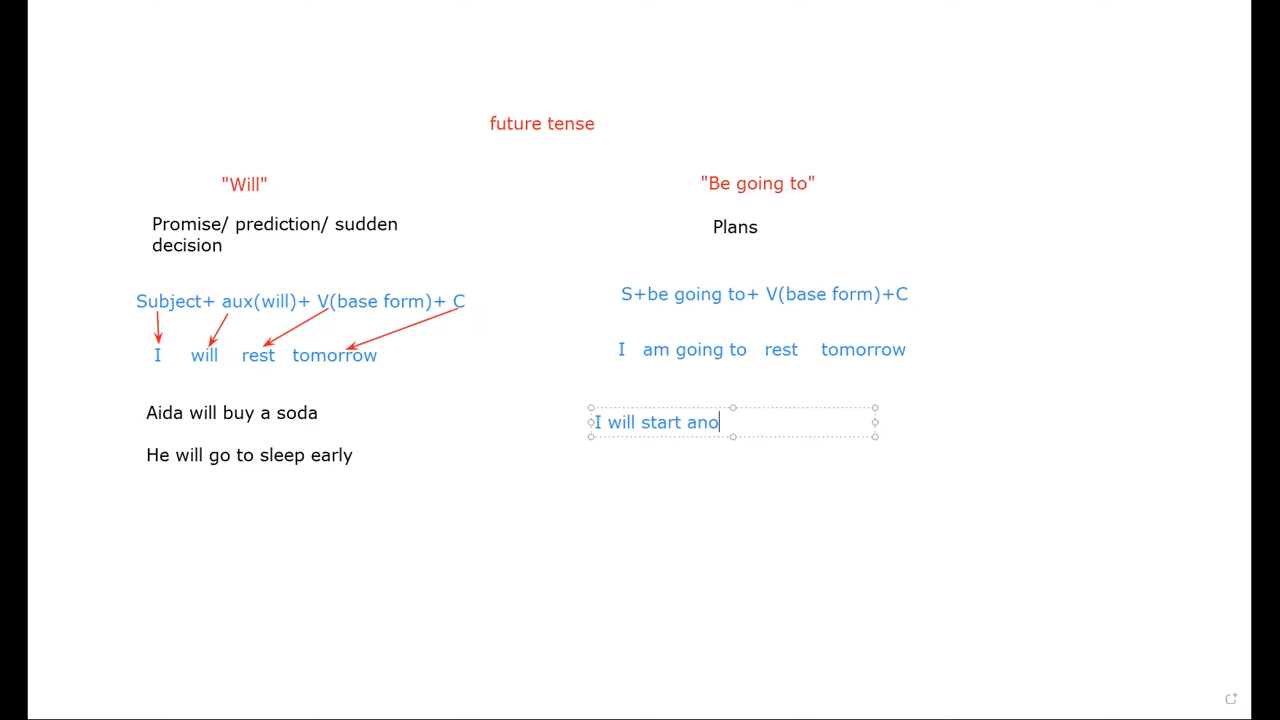 future tense
"Will"
Promise/ prediction/ sudden
decision
Subject+ aux(will)+ V(base form)+ C
I will rest tomorrow
Aida will buy a soda
He will go to sleep early
"Be going to"
Plans
S+be going to+ V(base form)+C
I am going to rest tomorrow
I will start ano